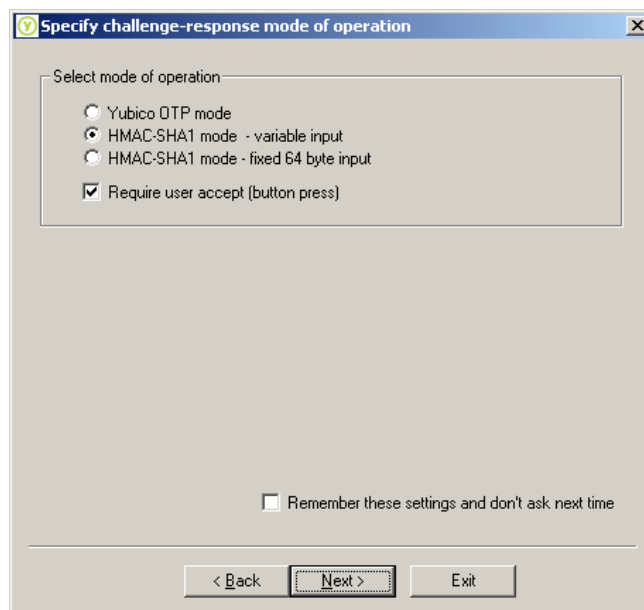 Specify challenge-response mode of operation
Select mode of operation
Yubico OTP mode
HMAC-SHA1 mode - variable input
HMAC-SHA1 mode - fixed 64 byte input
Require user accept (button press)
Remember these settings and don't ask next time
< Back Next > Exit